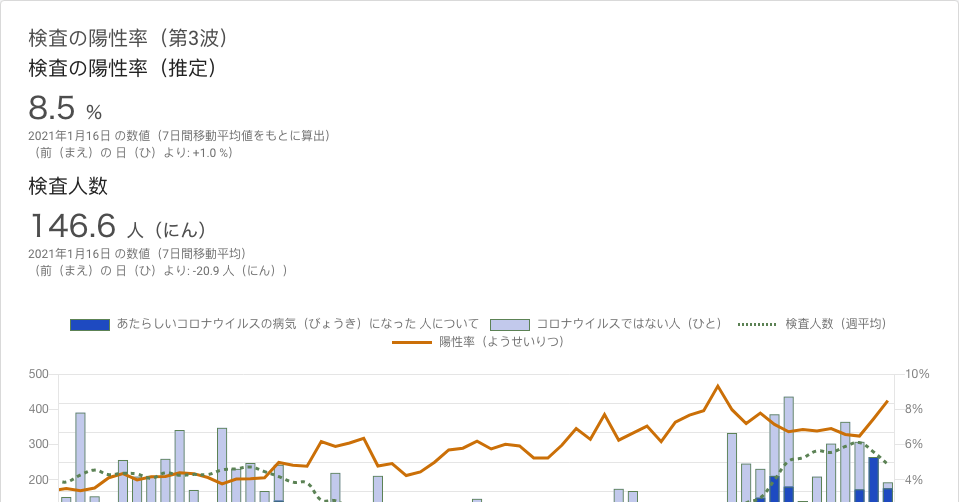 検査の陽性率（第3波）
検査の陽性率（推定）
8.5 %
2021年1月16日 の数値（7日間移動平均値をもとに算出）
（前（まえ）の 日（ひ）より: +1.0 %）
検査人数
146.6 人（にん）
2021年1月16日 の数値（7日間移動平均）
（前（まえ）の 日（ひ）より: -20.9 人（にん））
あたらしいコロナウイルスの病気（びょうき）になった 人について コロナウイルスではない人（ひと） 検査人数（週平均）
陽性率（ようせいりつ）
500 10%
400 8%
300 6%
200 4%